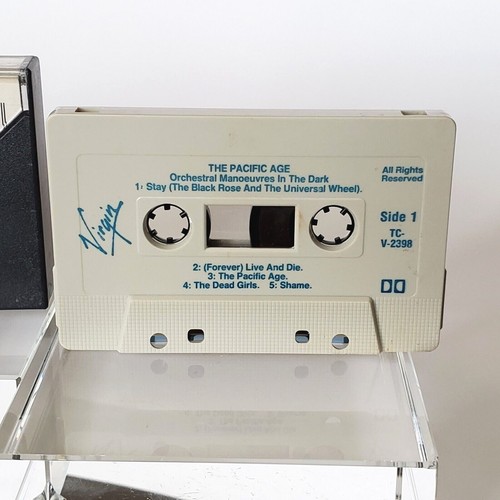 THE PACIFIC AGE
Orchestral Manoeuvres In The Dark
1: Stay (The Black Rose And The Universal Wheel).
All Rights
Reserved
Virgin
Side 1
TC-
V-2398
2: (Forever) Live And Die.
3: The Pacific Age.
4: The Dead Girls. 5: Shame.